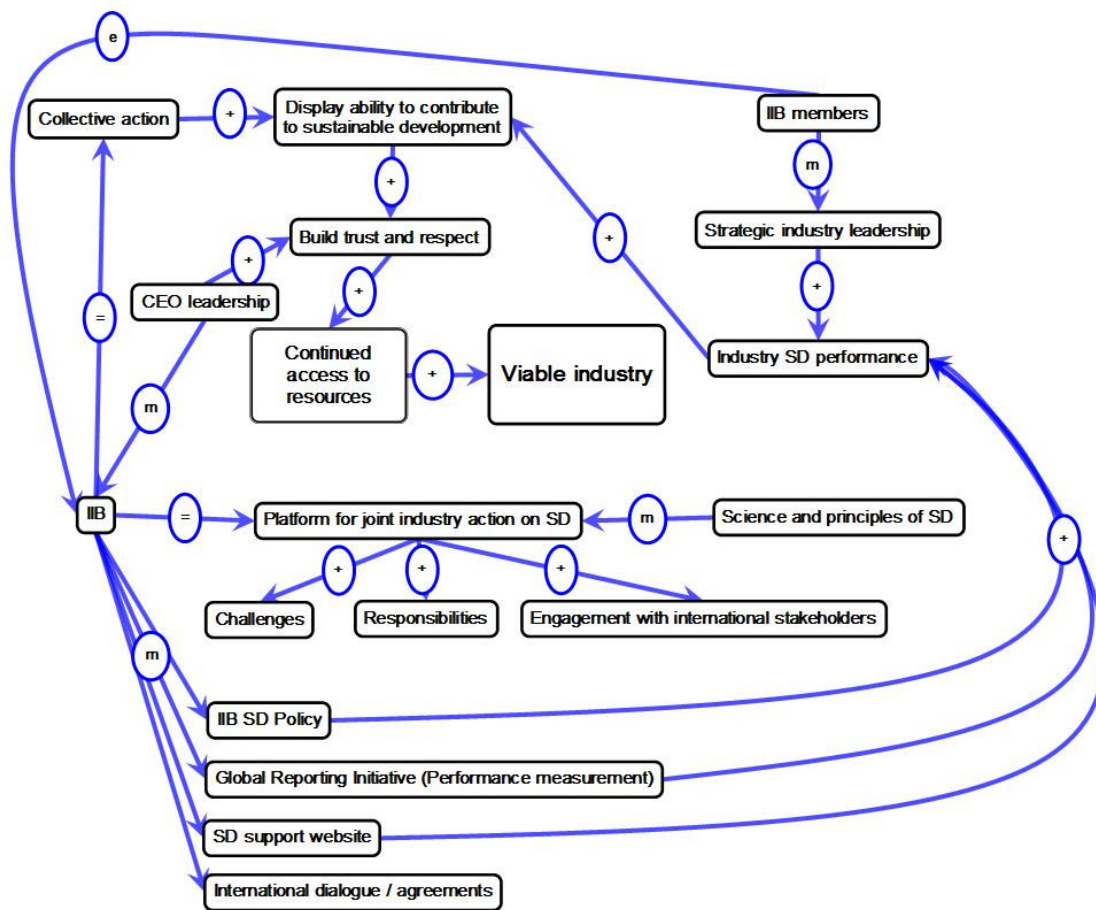 e
Collective action
+
Display ability to contribute
to sustainable development
IIB members
m
+
Strategic industry leadership
Build trust and respect
+
+
+
+
CEO leadership
=
Continued
access to
resources
+
Viable industry
Industry SD performance
m
IIB
=
Platform for joint industry action on SD
m
Science and principles of SD
+
+
+
+
Challenges
Responsibilities
Engagement with international stakeholders
m
IIB SD Policy
Global Reporting Initiative (Performance measurement)
SD support website
International dialogue / agreements